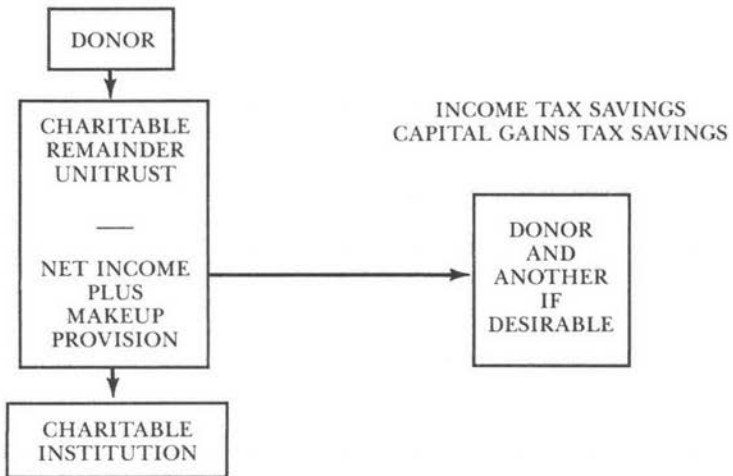 DONOR
CHARITABLE
REMAINDER
UNITRUST
—
NET INCOME
PLUS
MAKEUP
PROVISION
INCOME TAX SAVINGS
CAPITAL GAINS TAX SAVINGS
DONOR
AND
ANOTHER
IF
DESIRABLE
CHARITABLE
INSTITUTION